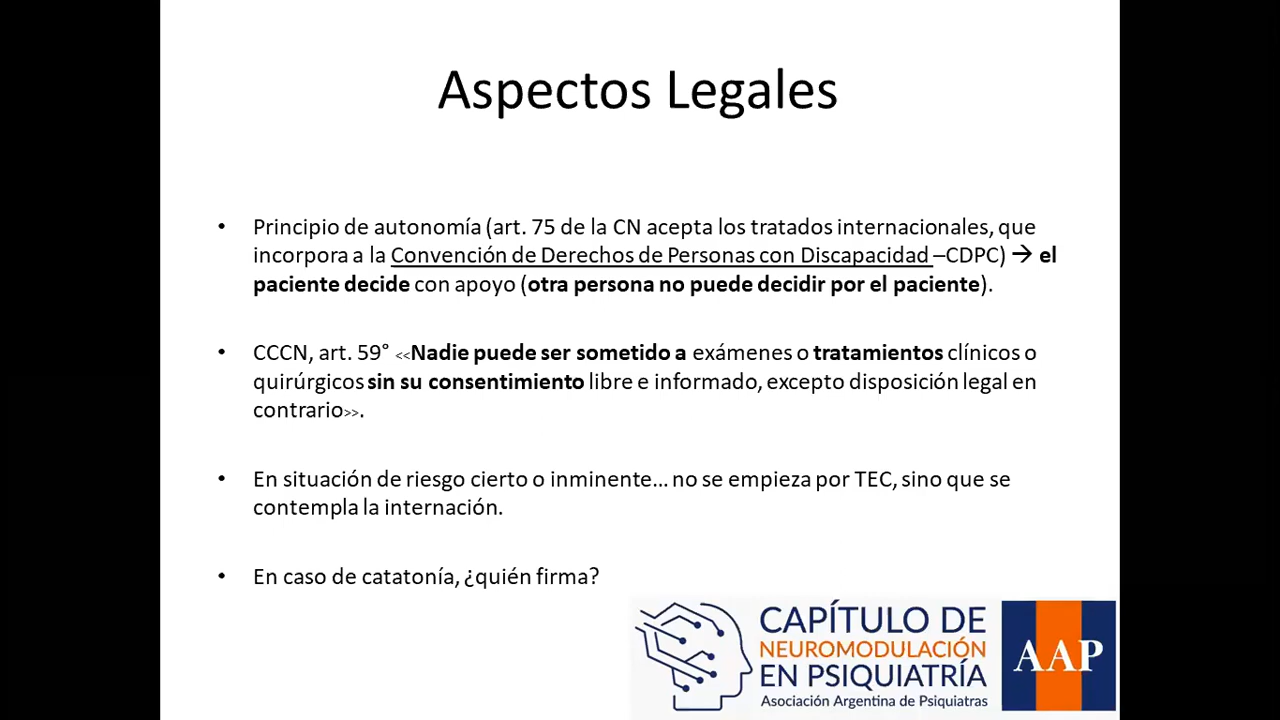 Aspectos Legales
• Principio de autonomía (art. 75 de la CN acepta los tratados internacionales, que
incorpora a la Convención de Derechos de Personas con Discapacidad –CDPC) → el
paciente decide con apoyo (otra persona no puede decidir por el paciente).
• CCCN, art. 59° <<Nadie puede ser sometido a exámenes o tratamientos clínicos o
quirúrgicos sin su consentimiento libre e informado, excepto disposición legal en
contrario>>.
• En situación de riesgo cierto o inminente... no se empieza por TEC, sino que se
contempla la internación.
• En caso de catatonía, ¿quién firma?
CAPÍTULO DE
NEUROMODULACIÓN
EN PSIQUIATRÍA
Asociación Argentina de Psiquiatras
AAP